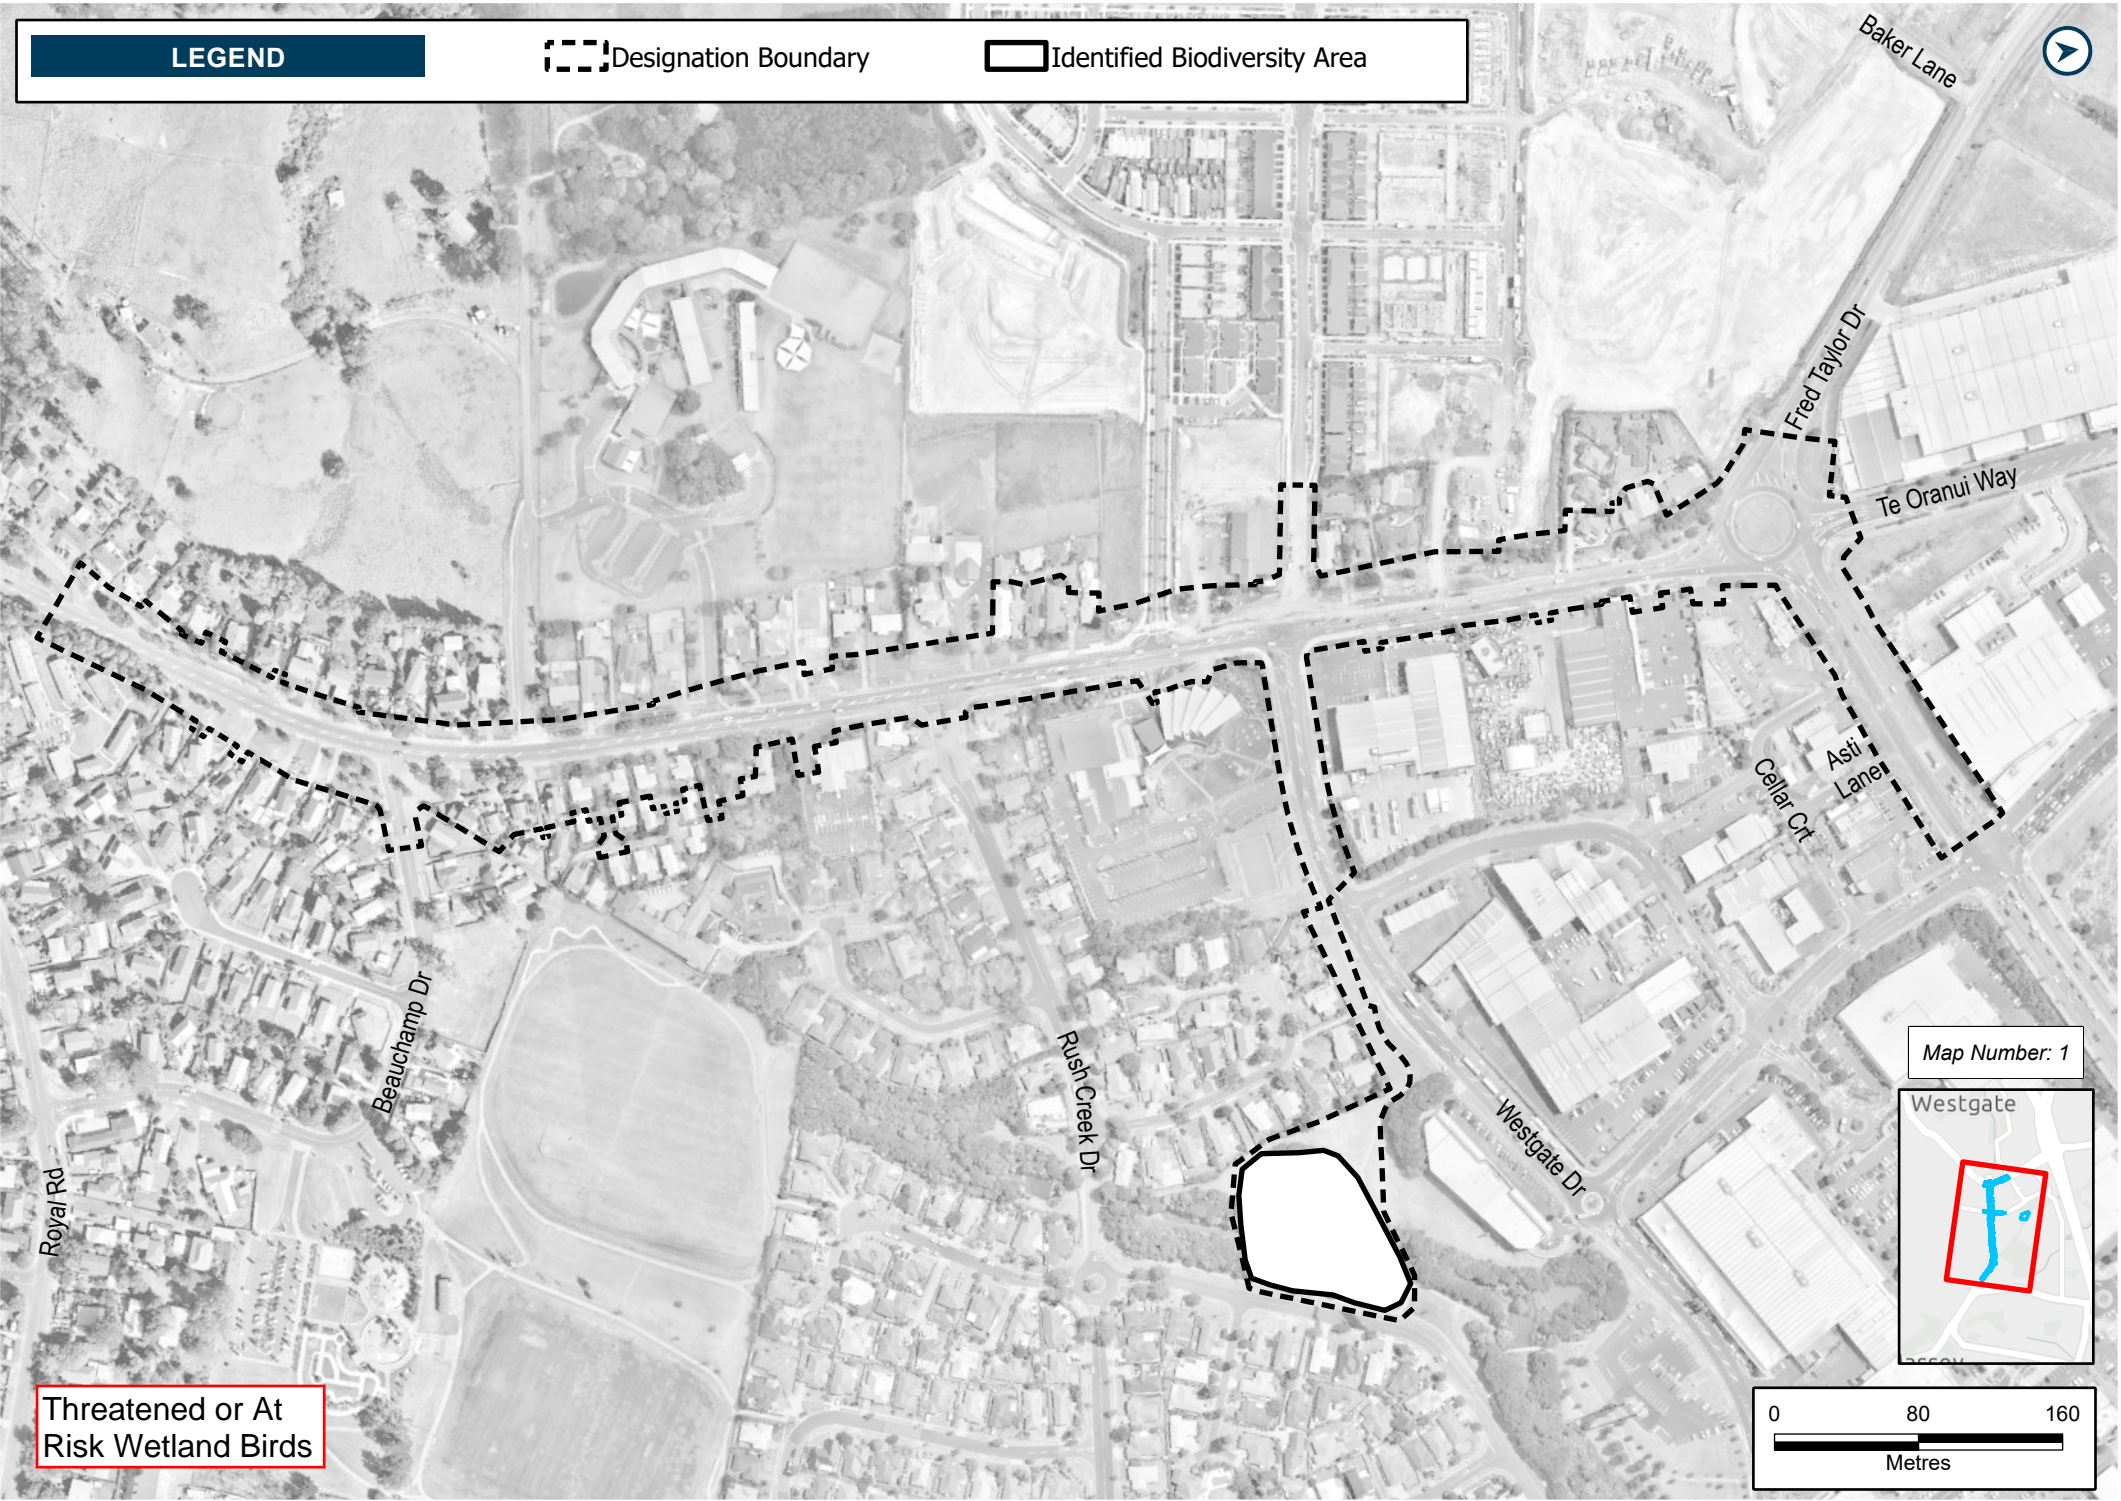 LEGEND
Designation Boundary
Identified Biodiversity Area
Baker Lane
Fred Taylor Dr
Te Oranui Way
Asti
Lane
Cellar Crt
Beauchamp Dr
Rush Creek Dr
Westgate Dr
Royal Rd
Map Number: 1
Westgate
Threatened or At
Risk Wetland Birds
0 80 160
Metres